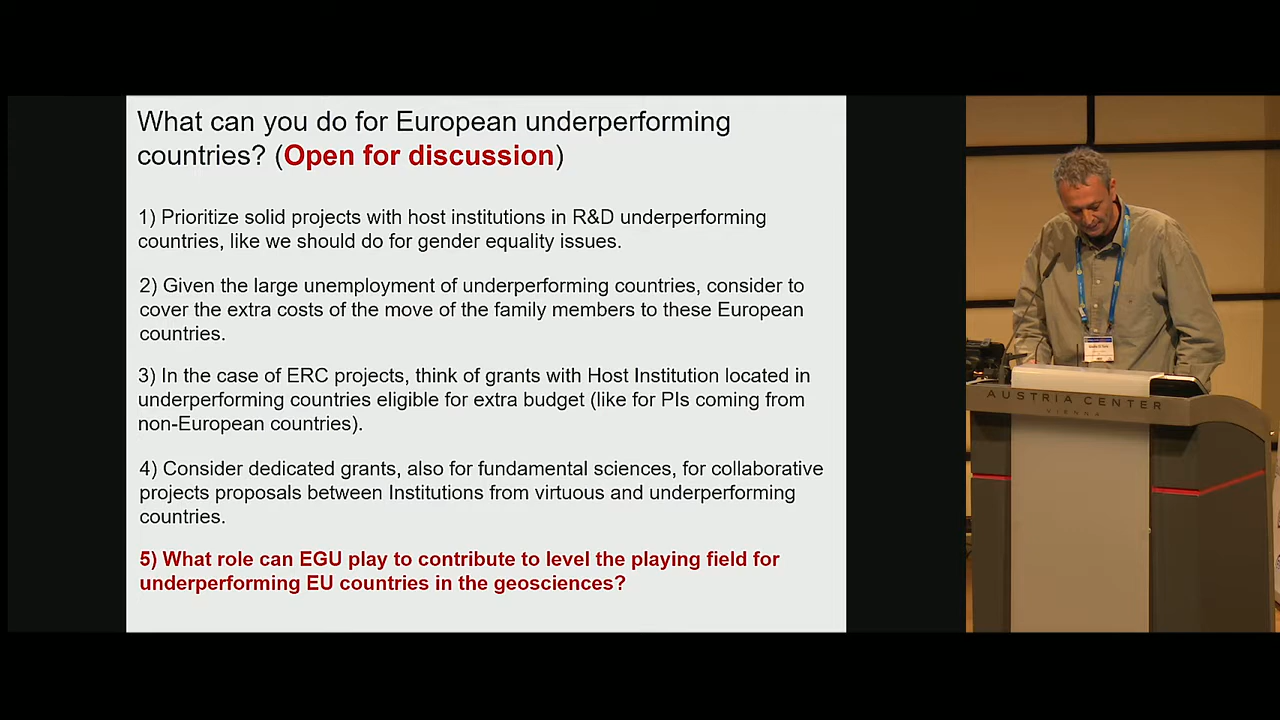 What can you do for European underperforming
countries? (Open for discussion)
1) Prioritize solid projects with host institutions in R&D underperforming
countries, like we should do for gender equality issues.
2) Given the large unemployment of underperforming countries, consider to
cover the extra costs of the move of the family members to these European
countries.
3) In the case of ERC projects, think of grants with Host Institution located in
underperforming countries eligible for extra budget (like for PIs coming from
non-European countries).
4) Consider dedicated grants, also for fundamental sciences, for collaborative
projects proposals between Institutions from virtuous and underperforming
countries.
5) What role can EGU play to contribute to level the playing field for
underperforming EU countries in the geosciences?
AUSTRIA CENTER
VIENNA